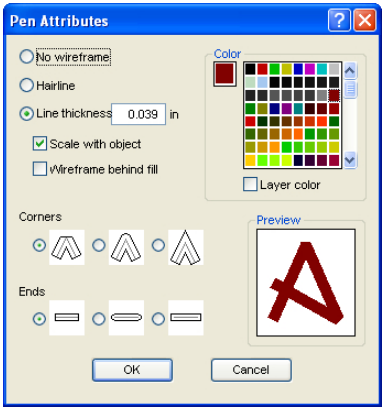 Pen Attributes
No wireframe
Hairline
Line thickness 0.039 in
Scale with object
Wireframe behind fill
Color
Layer color
Corners
Ends
Preview
A
OK
Cancel